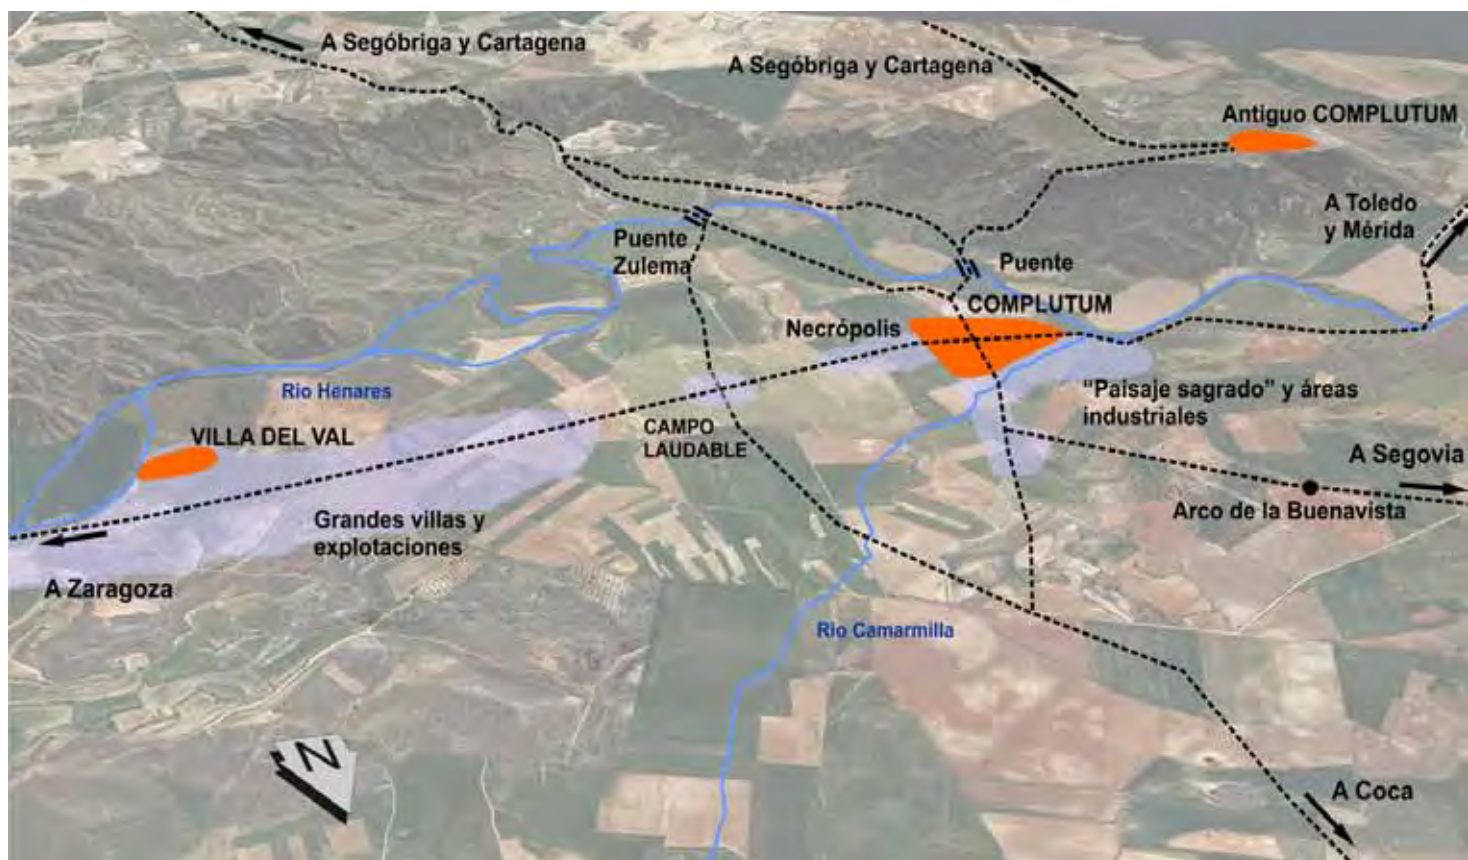 A Segóbriga y Cartagena
A Segóbriga y Cartagena
Antiguo COMPLUTUM
A Toledo
y Mérida
Puente
Zulema
Puente
COMPLUTUM
Necrópolis
Rio Henares
"Paisaje sagrado" y áreas
industriales
VILLA DEL VAL
CAMPO
LAUDABLE
A Segovia
Arco de la Buenavista
Grandes villas y
explotaciones
A Zaragoza
Rio Camarmilla
N
A Coca